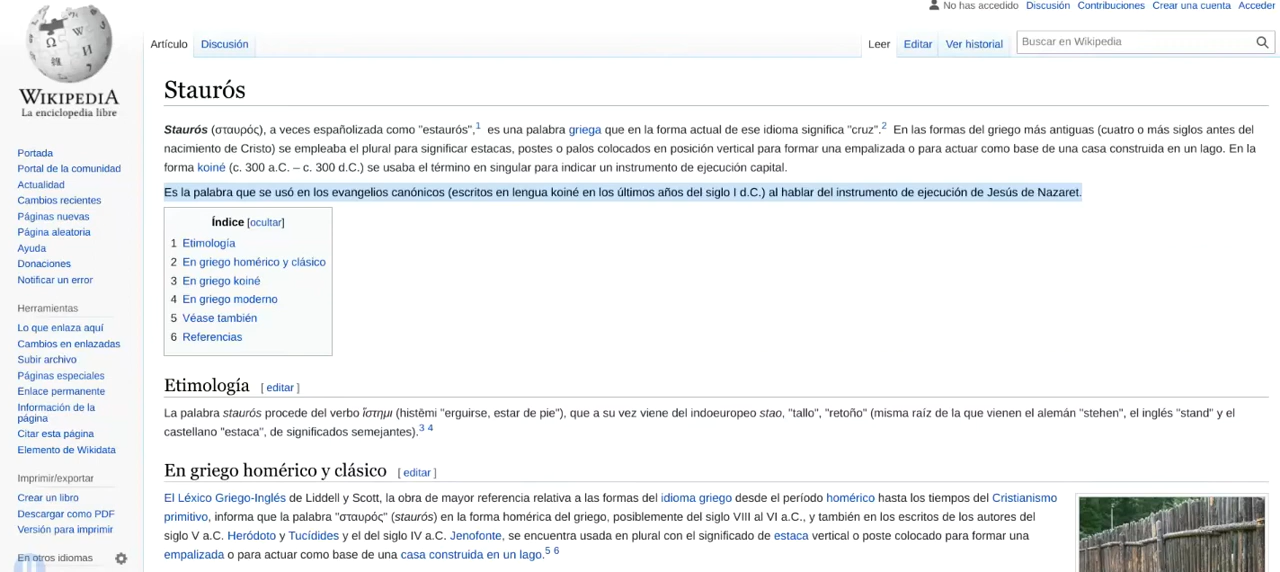 No has accedido Discusión Contribuciones Crear una cuenta Acceder
WIKIPEDIA
La enciclopedia libre
Artículo Discusión
Leer Editar Ver historial Buscar en Wikipedia
Portada
Portal de la comunidad
Actualidad
Cambios recientes
Páginas nuevas
Página aleatoria
Ayuda
Donaciones
Notificar un error
Herramientas
Lo que enlaza aquí
Cambios en enlazadas
Subir archivo
Páginas especiales
Enlace permanente
Información de la
página
Citar esta página
Elemento de Wikidata
Imprimir/exportar
Crear un libro
Descargar como PDF
Versión para imprimir
En otros idiomas
Staurós
Staurós (σταυρός), a veces españolizada como "estaurós",1 es una palabra griega que en la forma actual de ese idioma significa "cruz".2 En las formas del griego más antiguas (cuatro o más siglos antes del
nacimiento de Cristo) se empleaba el plural para significar estacas, postes o palos colocados en posición vertical para formar una empalizada o para actuar como base de una casa construida en un lago. En la
forma koiné (c. 300 a.C. – c. 300 d.C.) se usaba el término en singular para indicar un instrumento de ejecución capital.
Es la palabra que se usó en los evangelios canónicos (escritos en lengua koiné en los últimos años del siglo I d.C.) al hablar del instrumento de ejecución de Jesús de Nazaret.
Índice [ocultar]
1 Etimología
2 En griego homérico y clásico
3 En griego koiné
4 En griego moderno
5 Véase también
6 Referencias
Etimología [ editar ]
La palabra staurós procede del verbo ἵστημι (histēmi "erguirse, estar de pie"), que a su vez viene del indoeuropeo stao, "tallo", "retoño" (misma raíz de la que vienen el alemán "stehen", el inglés "stand" y el
castellano "estaca", de significados semejantes).3 4
En griego homérico y clásico [ editar ]
El Léxico Griego-Inglés de Liddell y Scott, la obra de mayor referencia relativa a las formas del idioma griego desde el período homérico hasta los tiempos del Cristianismo
primitivo, informa que la palabra "σταυρός" (staurós) en la forma homérica del griego, posiblemente del siglo VIII al VI a.C., y también en los escritos de los autores del
siglo V a.C. Heródoto y Tucídides y el del siglo IV a.C. Jenofonte, se encuentra usada en plural con el significado de estaca vertical o poste colocado para formar una
empalizada o para actuar como base de una casa construida en un lago.5 6